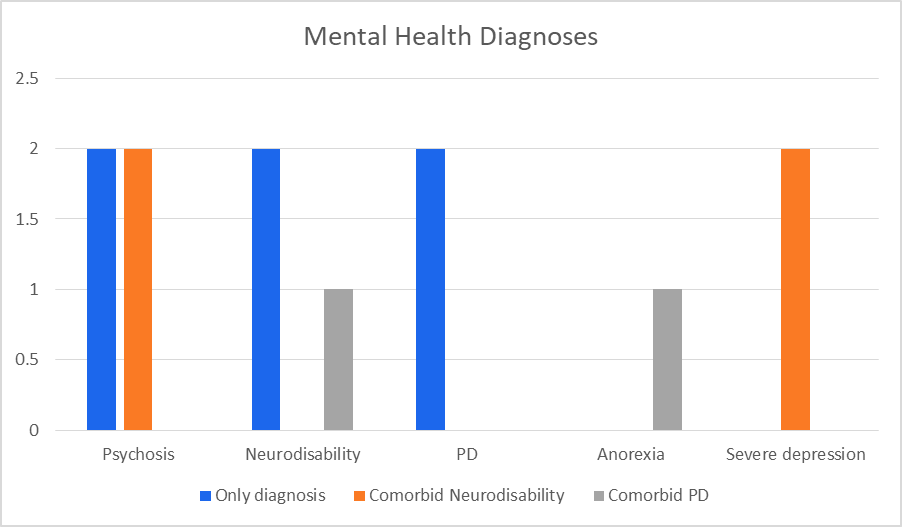 Mental Health Diagnoses
2.5
2
1.5
1
0.5
0
Psychosis Neurodisability PD Anorexia Severe depression
Only diagnosis Comorbid Neurodisability Comorbid PD